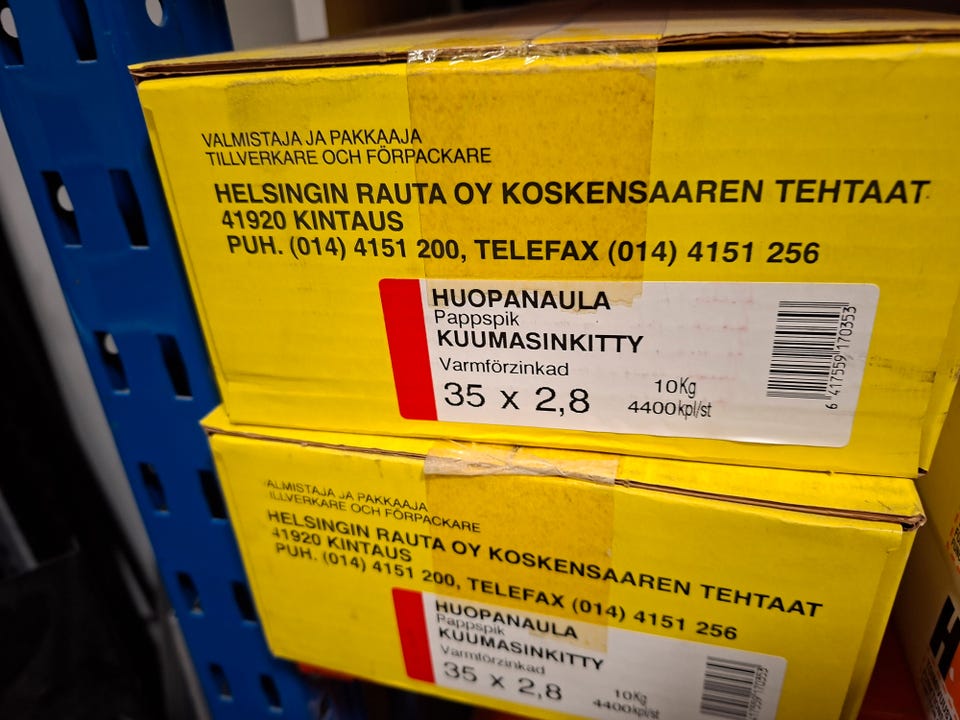 VALMISTAJA JA PAKKAAJA
TILLVERKARE OCH FÖRPACKARE
HELSINGIN RAUTA OY KOSKENSAAREN TEHTAAT
41920 KINTAUS
PUH. (014) 4151 200, TELEFAX (014) 4151 256
HUOPANAULA
Pappspik
KUUMASINKITTY
Varmförzinkad
35 x 2,8
10Kg
4400kpl/st
6 417559 170353
ALMISTAJA JA PAKKAAJA
ILLVERKARE OCH FÖRPACKARE
HELSINGIN RAUTA OY KOSKENSAAREN TEHTAAT
41920 KINTAUS
PUH. (014) 4151 200, TELEFAX (014) 4151 256
HUOPANAULA
Pappspik
KUUMASINKITTY
Varmförzinkad
35 x 2,8
10Kg
4400kpl/st